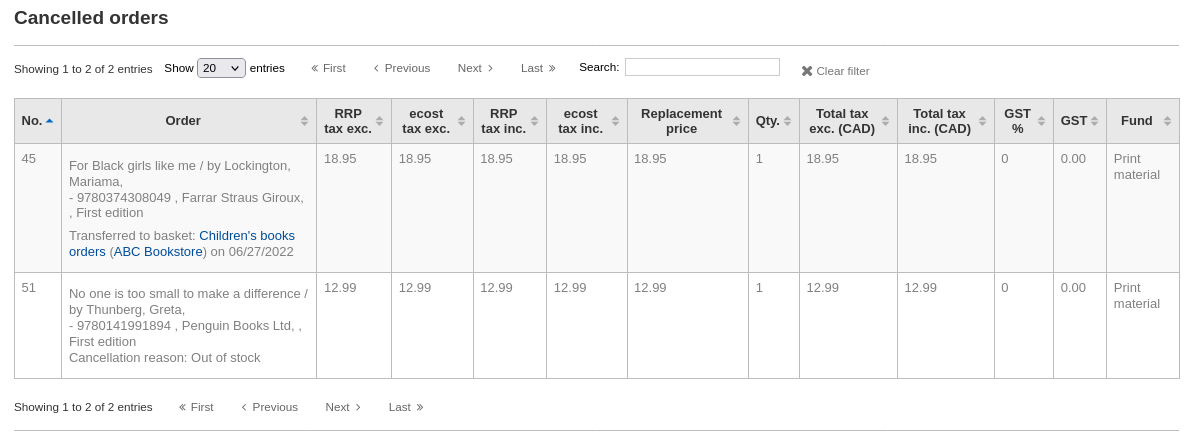 Cancelled orders
Showing 1 to 2 of 2 entries Show 20 entries « First ‹ Previous Next › Last » Search: ✖ Clear filter
No. Order RRP tax exc. ecost tax exc. RRP tax inc. ecost tax inc. Replacement price Qty. Total tax exc. (CAD) Total tax inc. (CAD) GST % GST Fund
45 For Black girls like me / by Lockington, 18.95 18.95 18.95 18.95 18.95 1 18.95 18.95 0 0.00 Print material
Mariama,
- 9780374308049 , Farrar Straus Giroux,
, First edition
Transferred to basket: Children's books
orders (ABC Bookstore) on 06/27/2022
51 No one is too small to make a difference / 12.99 12.99 12.99 12.99 12.99 1 12.99 12.99 0 0.00 Print material
by Thunberg, Greta,
- 9780141991894 , Penguin Books Ltd, ,
First edition
Cancellation reason: Out of stock
Showing 1 to 2 of 2 entries « First ‹ Previous Next › Last »